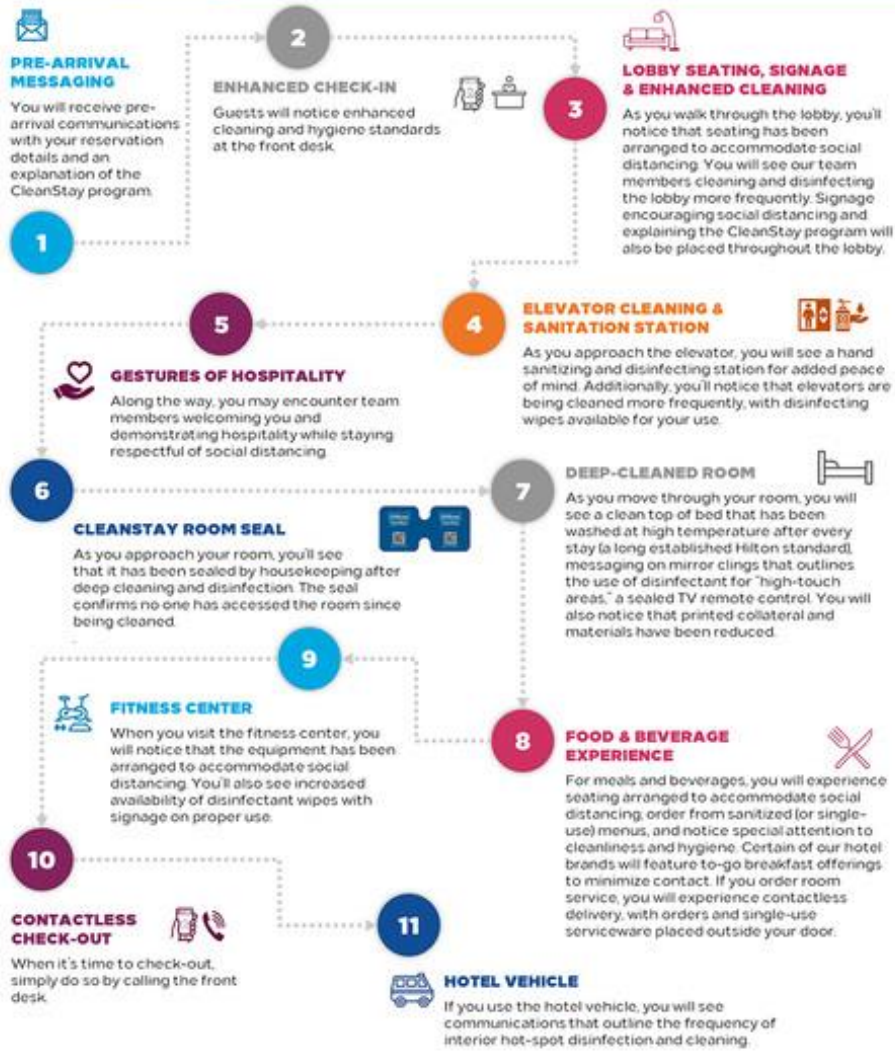 1
PRE-ARRIVAL
MESSAGING
You will receive pre-
arrival communications
with your reservation
details and an
explanation of the
CleanStay program.
2
ENHANCED CHECK-IN
Guests will notice enhanced
cleaning and hygiene standards
at the front desk.
3
LOBBY SEATING, SIGNAGE
& ENHANCED CLEANING
As you walk through the lobby, you'll
notice that seating has been
arranged to accommodate social
distancing. You will see our team
members cleaning and disinfecting
the lobby more frequently. Signage
encouraging social distancing and
explaining the CleanStay program will
also be placed throughout the lobby.
4
ELEVATOR CLEANING &
SANITATION STATION
As you approach the elevator, you will see a hand
sanitizing and disinfecting station for added peace
of mind. Additionally, you'll notice that elevators are
being cleaned more frequently, with disinfecting
wipes available for your use.
5
GESTURES OF HOSPITALITY
Along the way, you may encounter team
members welcoming you and
demonstrating hospitality while staying
respectful of social distancing.
6
CLEANSTAY ROOM SEAL
As you approach your room, you'll see
that it has been sealed by housekeeping after
deep cleaning and disinfection. The seal
confirms no one has accessed the room since
being cleaned.
7
DEEP-CLEANED ROOM
As you move through your room, you will
see a clean top of bed that has been
washed at high temperature after every
stay (a long established Hilton standard),
messaging on mirror clings that outlines
the use of disinfectant for "high-touch
areas," a sealed TV remote control. You will
also notice that printed collateral and
materials have been reduced.
8
FOOD & BEVERAGE
EXPERIENCE
For meals and beverages, you will experience
seating arranged to accommodate social
distancing, order from sanitized (or single-
use) menus, and notice special attention to
cleanliness and hygiene. Certain of our hotel
brands will feature to-go breakfast offerings
to minimize contact. If you order room
service, you will experience contactless
delivery, with orders and single-use
serviceware placed outside your door.
9
FITNESS CENTER
When you visit the fitness center, you
will notice that the equipment has been
arranged to accommodate social
distancing. You'll also see increased
availability of disinfectant wipes with
signage on proper use.
10
CONTACTLESS
CHECK-OUT
When it's time to check-out,
simply do so by calling the front
desk.
11
HOTEL VEHICLE
If you use the hotel vehicle, you will see
communications that outline the frequency of
interior hot-spot disinfection and cleaning.